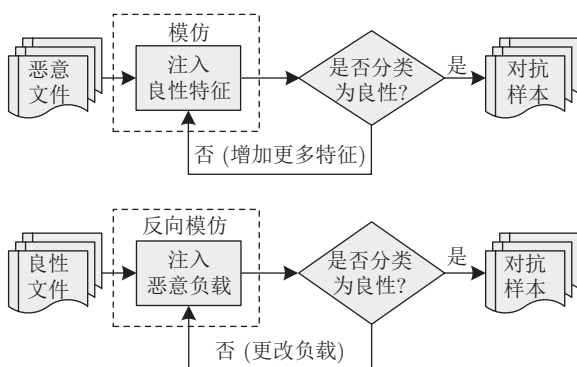 模仿
恶意
文件
注入
良性特征
是否分类
为良性?
是
对抗
样本
否 (增加更多特征)
反向模仿
良性
文件
注入
恶意负载
是否分类
为良性?
是
对抗
样本
否 (更改负载)